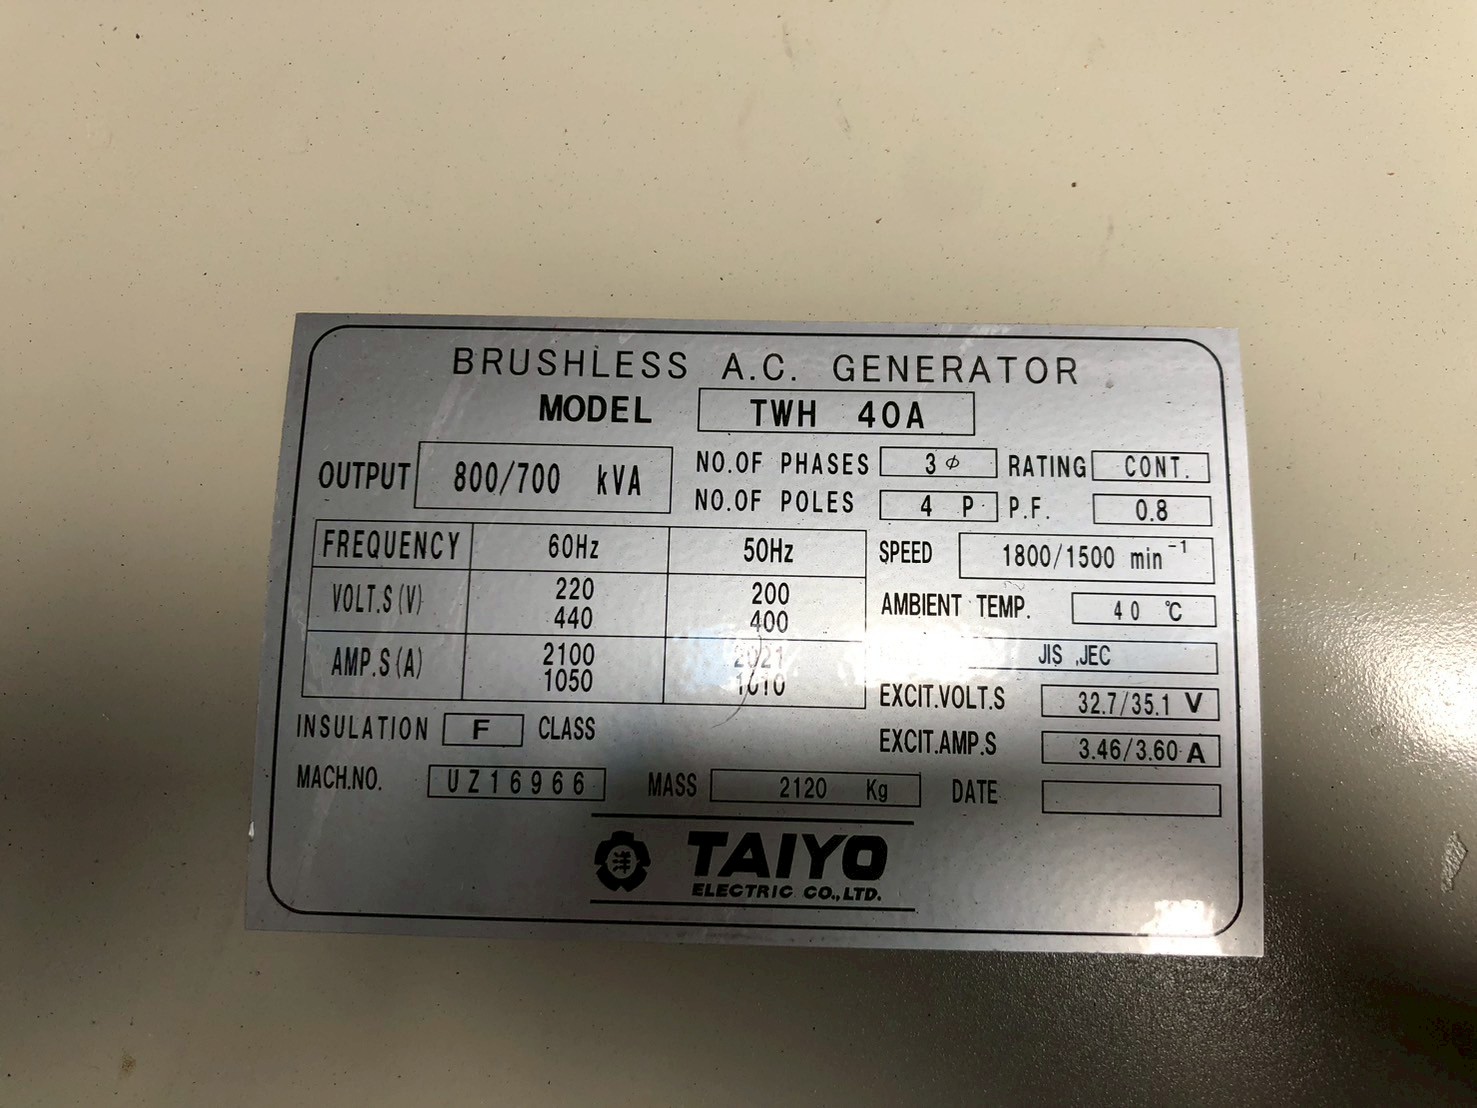 BRUSHLESS A.C. GENERATOR
MODEL TWH 40A
OUTPUT 800/700 kVA
NO.OF PHASES 3φ RATING CONT.
NO.OF POLES 4 P P.F. 0.8
FREQUENCY 60Hz 50Hz
VOLT.S(V) 220 200
440 400
AMP.S(A) 2100 2021
1050 1010
SPEED 1800/1500 min⁻¹
AMBIENT TEMP. 40 ℃
JIS ,JEC
EXCIT.VOLT.S 32.7/35.1 V
EXCIT.AMP.S 3.46/3.60 A
INSULATION F CLASS
MACH.NO. UZ16966 MASS 2120 Kg DATE
洋 TAIYO
ELECTRIC CO.,LTD.